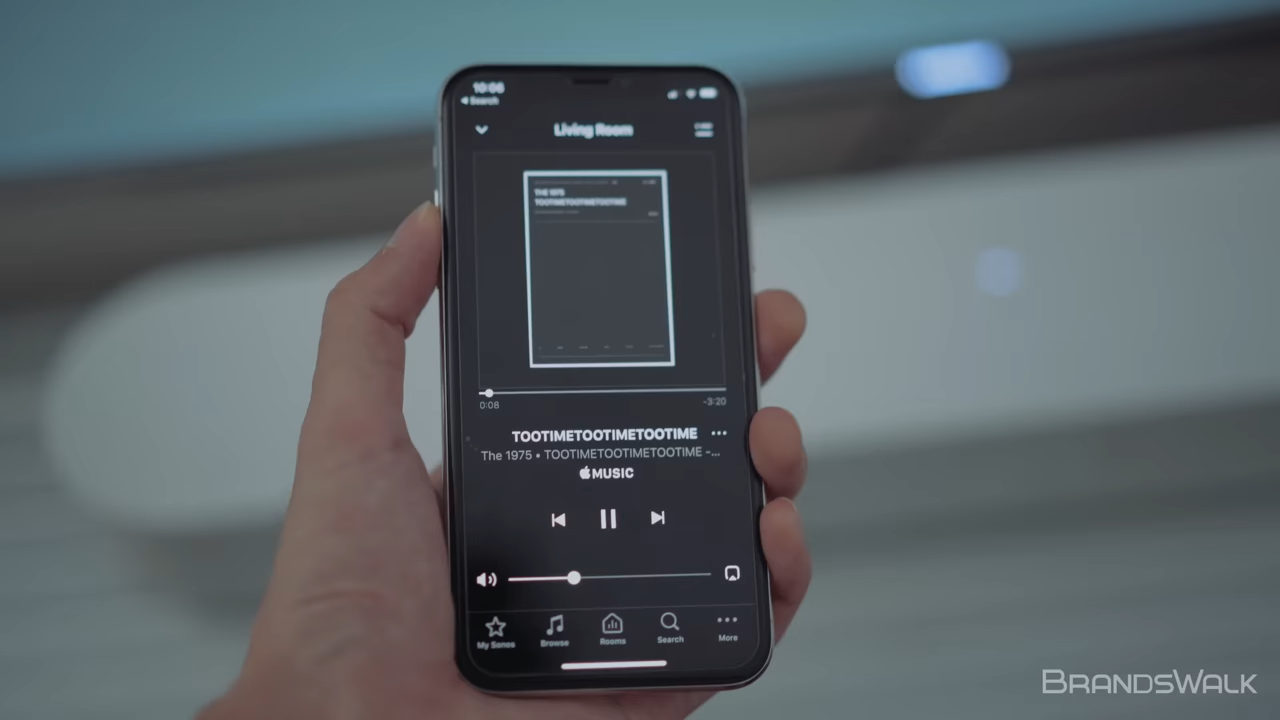 10:06
Search
Living Room
THE 1975
TOOTIMETOOTIMETOOTIME
0:08
-3:20
TOOTIMETOOTIMETOOTIME
The 1975 • TOOTIMETOOTIMETOOTIME -...
MUSIC
My Sonos
Browse
Rooms
Search
More
BRANDSWALK